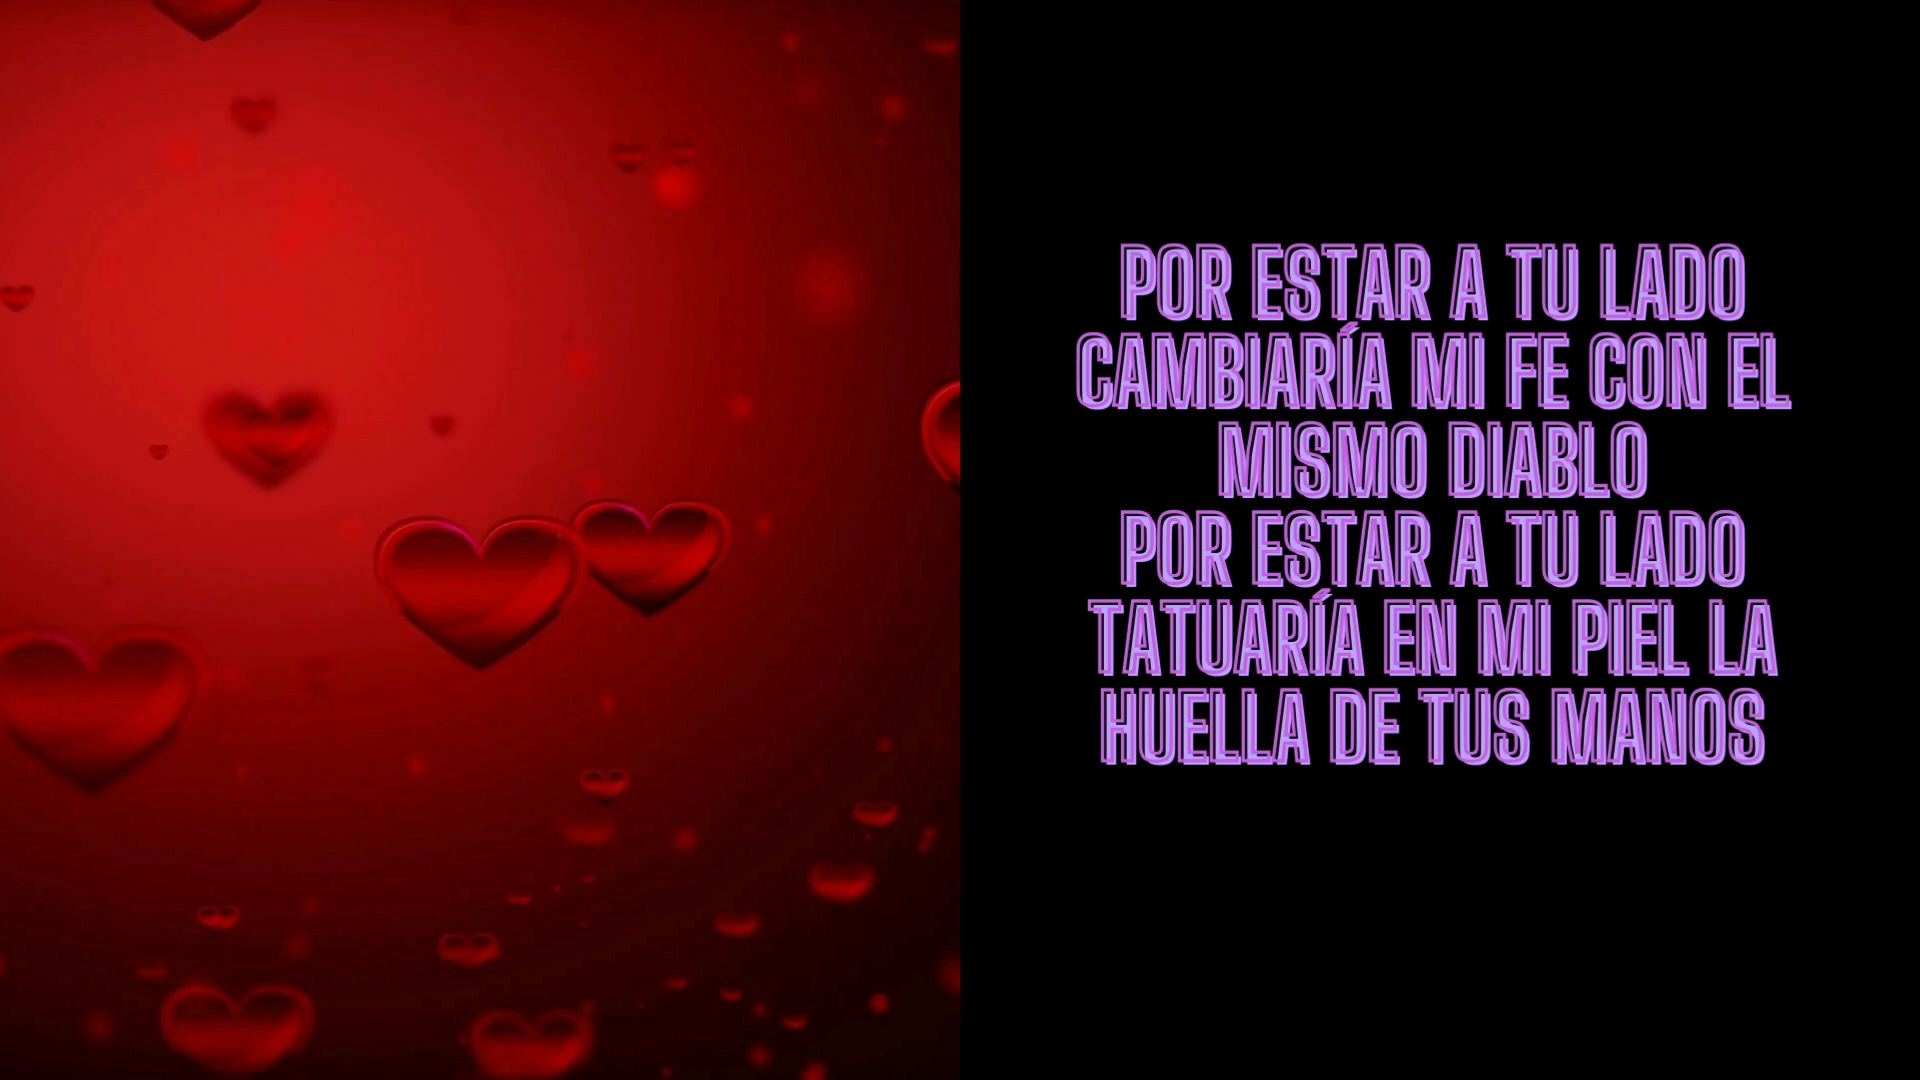 POR ESTAR A TU LADO
CAMBIARÍA MI FE CON EL
MISMO DIABLO
POR ESTAR A TU LADO
TATUARÍA EN MI PIEL LA
HUELLA DE TUS MANOS